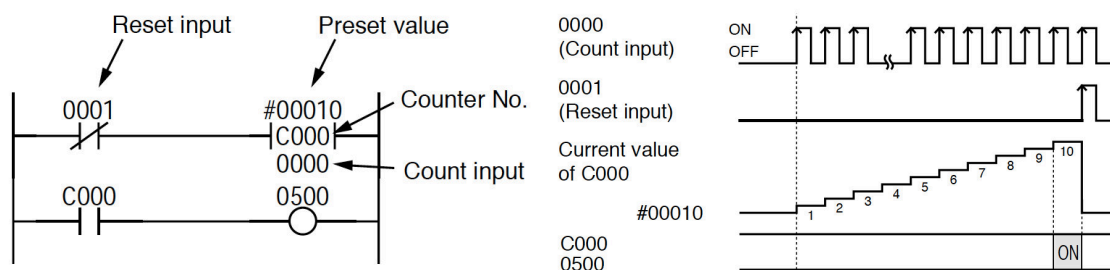 Reset input
Preset value
0001
#00010
C000
Counter No.
0000
Count input
C000
0500
0000
(Count input)
ON
OFF
0001
(Reset input)
Current value
of C000
1 2 3 4 5 6 7 8 9 10
#00010
C000
0500
ON